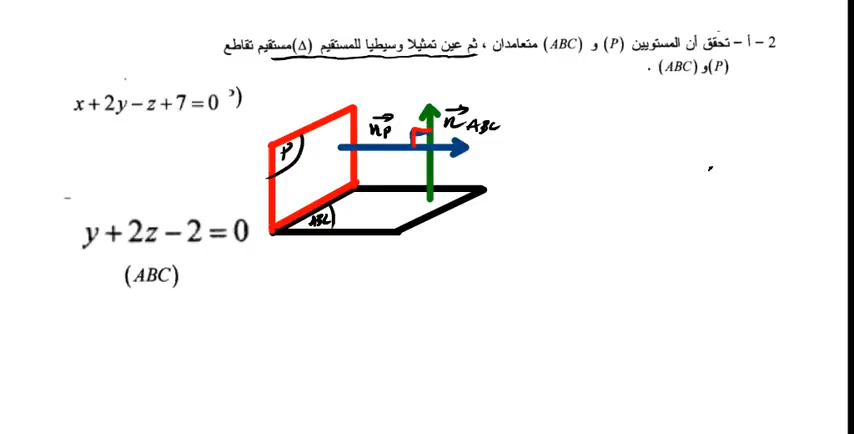 2 – أ – تحقق أن المستويين (P) و (ABC) متعامدان ، ثم عين تمثيلا وسيطيا للمستقيم (Δ)مستقيم تقاطع
(P)و (ABC) .
x + 2y − z + 7 = 0
P
n_P
n_ABC
ABC
y + 2z − 2 = 0
(ABC)